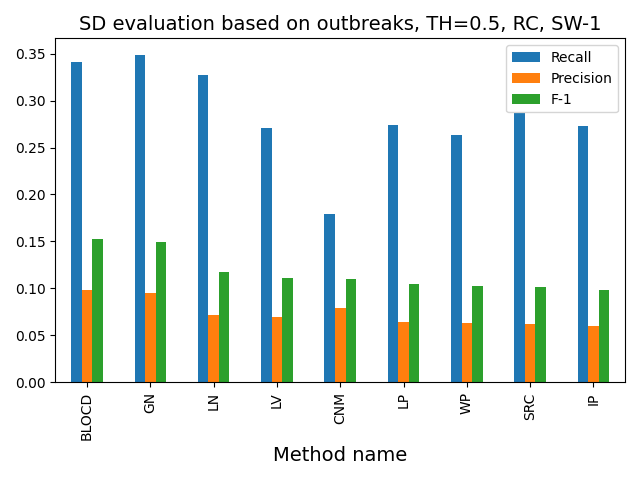 SD evaluation based on outbreaks, TH=0.5, RC, SW-1
Recall
Precision
F-1
0.35
0.30
0.25
0.20
0.15
0.10
0.05
0.00
BLOCD
GN
LN
LV
CNM
LP
WP
SRC
IP
Method name